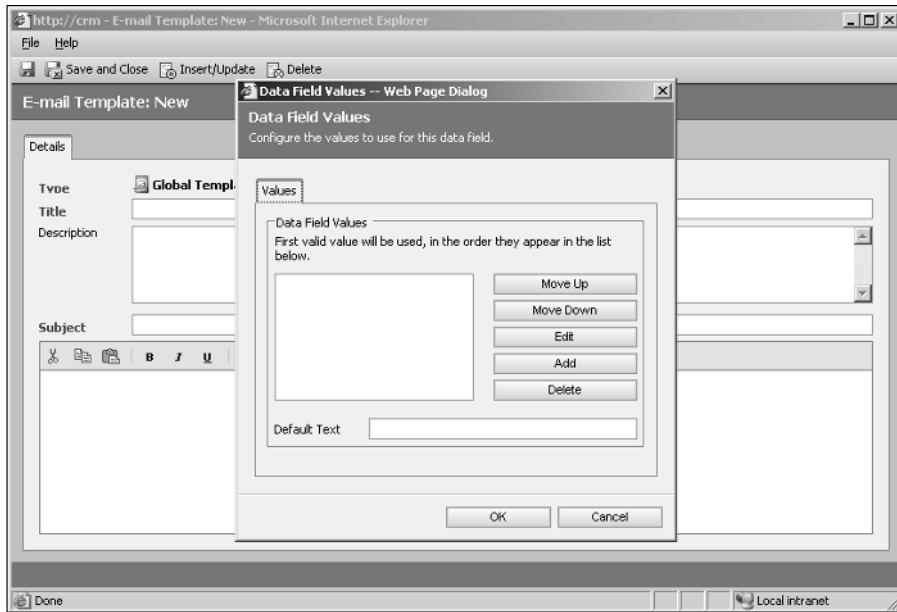 http://crm - E-mail Template: New - Microsoft Internet Explorer
File Help
Save and Close Insert/Update Delete
E-mail Template: New
Details
Type Global Templ
Title
Description
Subject
B I U
Data Field Values -- Web Page Dialog
Data Field Values
Configure the values to use for this data field.
Values
Data Field Values
First valid value will be used, in the order they appear in the list
below.
Move Up
Move Down
Edit
Add
Delete
Default Text
OK Cancel
Done Local intranet